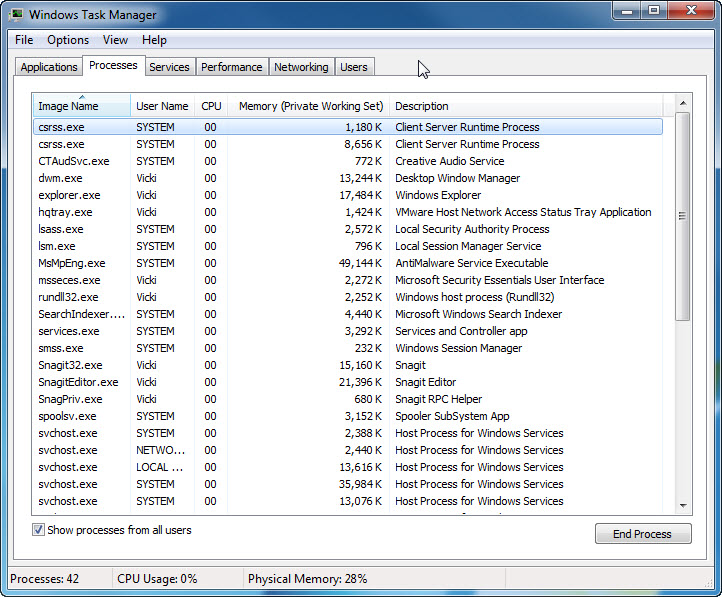 Windows Task Manager
File Options View Help
Applications Processes Services Performance Networking Users
Image Name User Name CPU Memory (Private Working Set) Description
csrss.exe SYSTEM 00 1,180 K Client Server Runtime Process
csrss.exe SYSTEM 00 8,656 K Client Server Runtime Process
CTAudSvc.exe SYSTEM 00 772 K Creative Audio Service
dwm.exe Vicki 00 13,244 K Desktop Window Manager
explorer.exe Vicki 00 17,484 K Windows Explorer
hqtray.exe Vicki 00 1,424 K VMware Host Network Access Status Tray Application
lsass.exe SYSTEM 00 2,572 K Local Security Authority Process
lsm.exe SYSTEM 00 796 K Local Session Manager Service
MsMpEng.exe SYSTEM 00 49,144 K AntiMalware Service Executable
msseces.exe Vicki 00 2,272 K Microsoft Security Essentials User Interface
rundll32.exe Vicki 00 2,252 K Windows host process (Rundll32)
SearchIndexer.... SYSTEM 00 4,440 K Microsoft Windows Search Indexer
services.exe SYSTEM 00 3,292 K Services and Controller app
smss.exe SYSTEM 00 232 K Windows Session Manager
Snagit32.exe Vicki 00 15,160 K Snagit
SnagitEditor.exe Vicki 00 21,396 K Snagit Editor
SnagPriv.exe Vicki 00 680 K Snagit RPC Helper
spoolsv.exe SYSTEM 00 3,152 K Spooler SubSystem App
svchost.exe SYSTEM 00 2,388 K Host Process for Windows Services
svchost.exe NETWO... 00 2,440 K Host Process for Windows Services
svchost.exe LOCAL ... 00 13,616 K Host Process for Windows Services
svchost.exe SYSTEM 00 35,984 K Host Process for Windows Services
svchost.exe SYSTEM 00 13,076 K Host Process for Windows Services
Show processes from all users
End Process
Processes: 42 CPU Usage: 0% Physical Memory: 28%